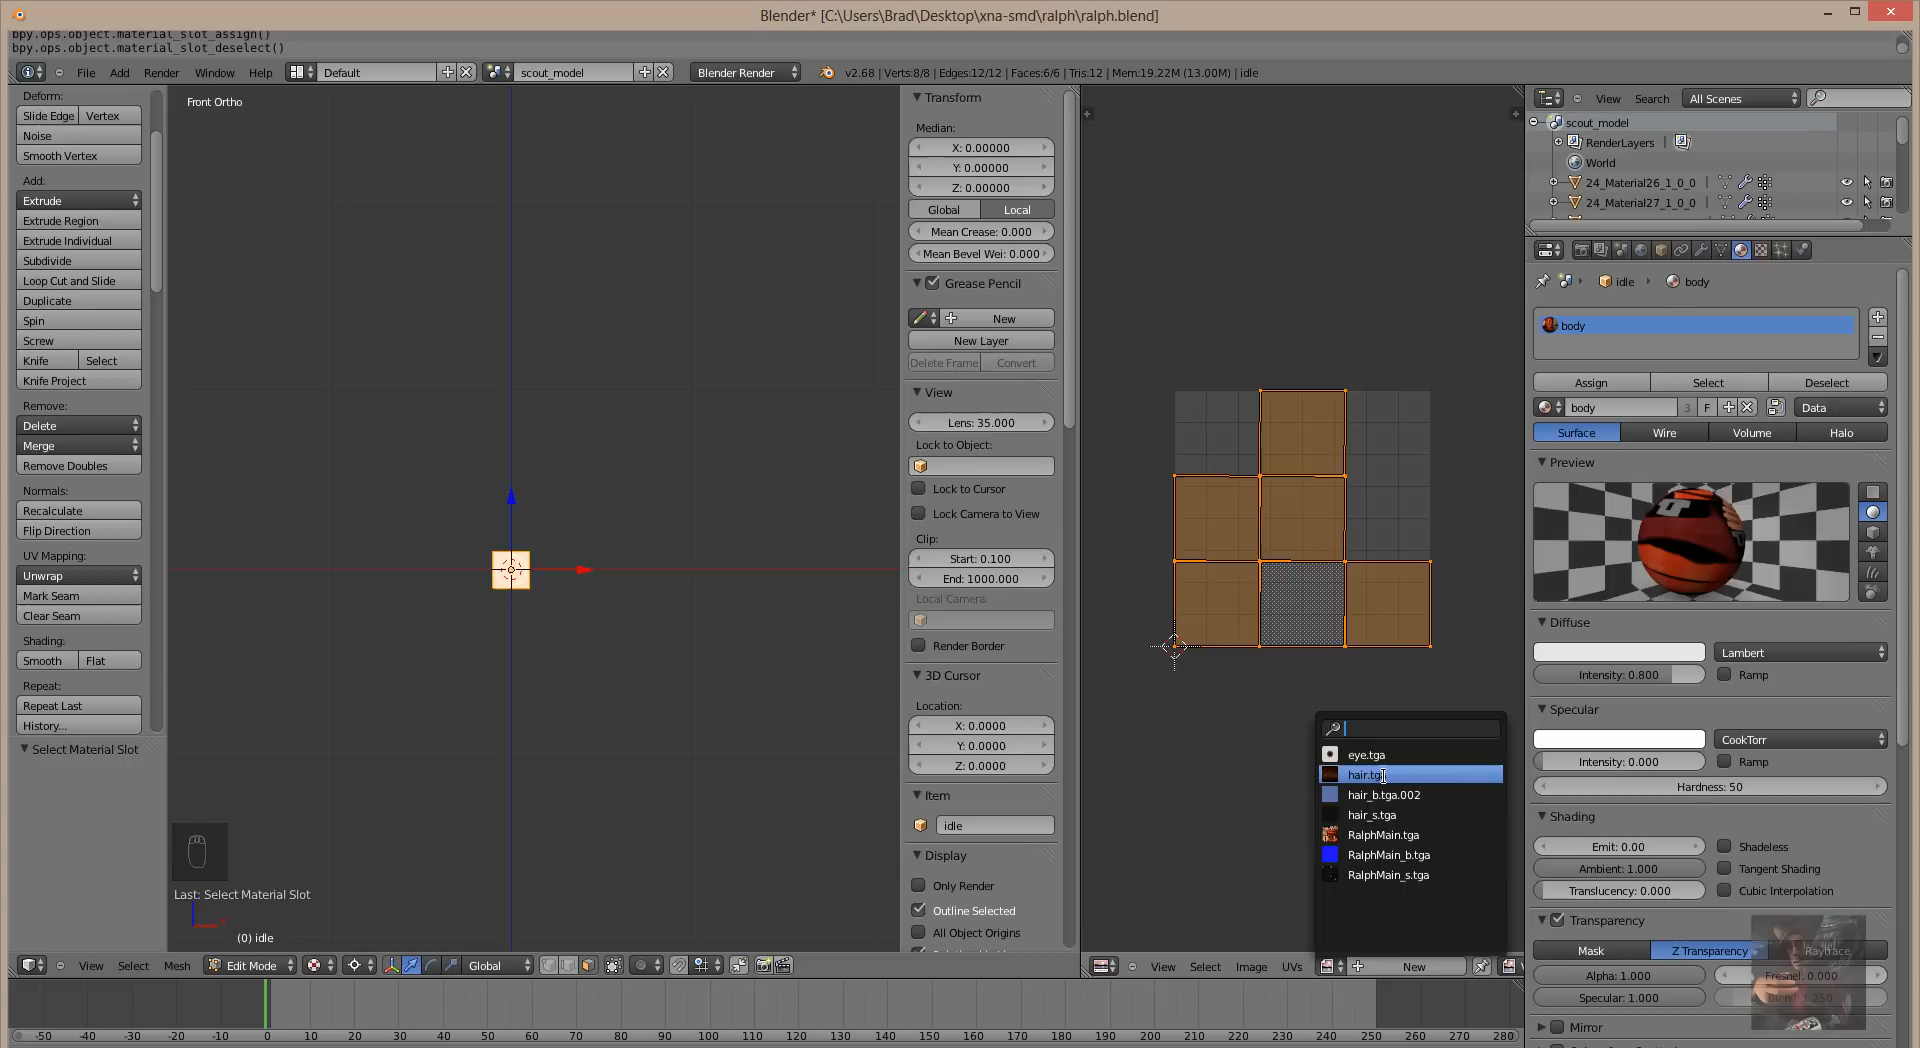 Blender* [C:\Users\Brad\Desktop\xna-smd\ralph\ralph.blend]
bpy.ops.object.material_slot_assign()
bpy.ops.object.material_slot_deselect()
File Add Render Window Help Default scout_model Blender Render v2.68 | Verts:8/8 | Edges:12/12 | Faces:6/6 | Tris:12 | Mem:19.22M (13.00M) | idle
Deform:
Slide Edge Vertex
Noise
Smooth Vertex
Add:
Extrude
Extrude Region
Extrude Individual
Subdivide
Loop Cut and Slide
Duplicate
Spin
Screw
Knife Select
Knife Project
Remove:
Delete
Merge
Remove Doubles
Normals:
Recalculate
Flip Direction
UV Mapping:
Unwrap
Mark Seam
Clear Seam
Shading:
Smooth Flat
Repeat:
Repeat Last
History...
Select Material Slot
Front Ortho
Last: Select Material Slot
(0) idle
View Select Mesh Edit Mode Global
Transform
Median:
X: 0.00000
Y: 0.00000
Z: 0.00000
Global Local
Mean Crease: 0.000
Mean Bevel Wei: 0.000
Grease Pencil
New
New Layer
Delete Frame Convert
View
Lens: 35.000
Lock to Object:
Lock to Cursor
Lock Camera to View
Clip:
Start: 0.100
End: 1000.000
Local Camera:
Render Border
3D Cursor
Location:
X: 0.0000
Y: 0.0000
Z: 0.0000
Item
idle
Display
Only Render
Outline Selected
All Object Origins
eye.tga
hair.tga
hair_b.tga.002
hair_s.tga
RalphMain.tga
RalphMain_b.tga
RalphMain_s.tga
View Select Image UVs New
View Search All Scenes
scout_model
RenderLayers |
World
24_Material26_1_0_0 |
24_Material27_1_0_0 |
idle body
body
Assign Select Deselect
body 3 F Data
Surface Wire Volume Halo
Preview
Diffuse
Lambert
Intensity: 0.800 Ramp
Specular
CookTorr
Intensity: 0.000 Ramp
Hardness: 50
Shading
Emit: 0.00 Shadeless
Ambient: 1.000 Tangent Shading
Translucency: 0.000 Cubic Interpolation
Transparency
Mask Z Transparency Raytrace
Alpha: 1.000 Fresnel: 0.000
Specular: 1.000 Blend: 1.250
Mirror
-50 -40 -30 -20 -10 0 10 20 30 40 50 60 70 80 90 100 110 120 130 140 150 160 170 180 190 200 210 220 230 240 250 260 270 280